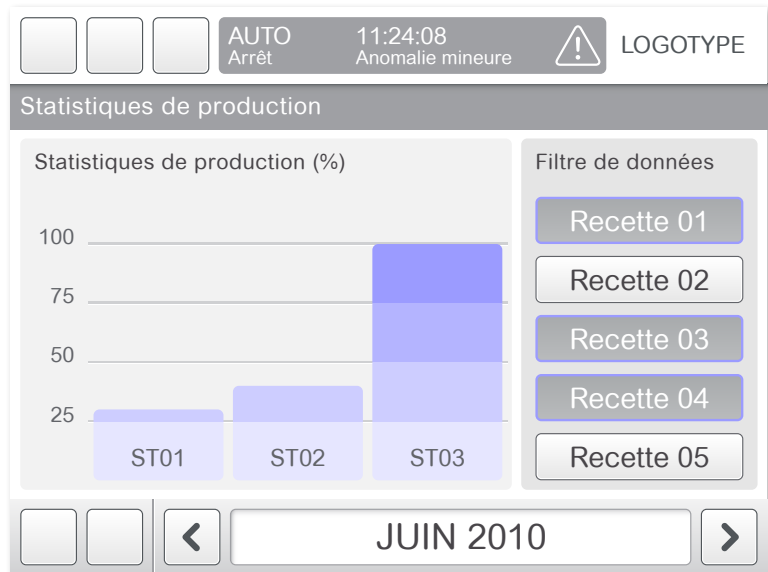 AUTO
Arrêt
11:24:08
Anomalie mineure
LOGOTYPE
Statistiques de production
Statistiques de production (%)
100
75
50
25
ST01 ST02 ST03
Filtre de données
Recette 01
Recette 02
Recette 03
Recette 04
Recette 05
JUIN 2010